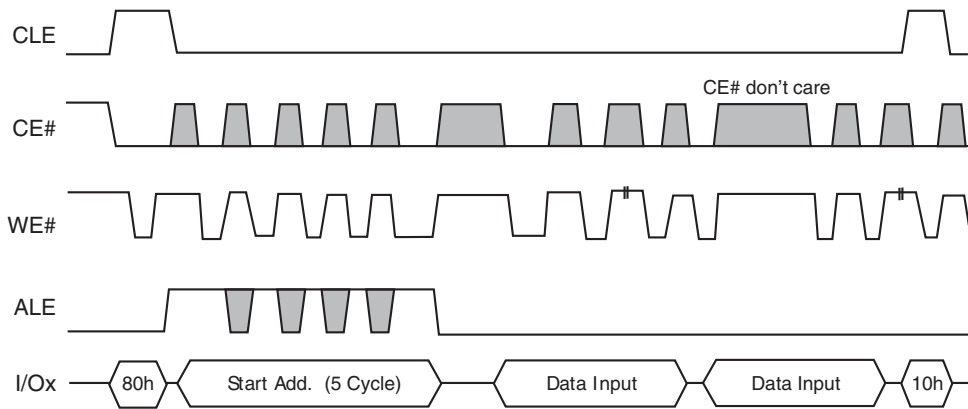 CLE
CE# don't care
CE#
WE#
ALE
I/Ox 80h Start Add. (5 Cycle) Data Input Data Input 10h